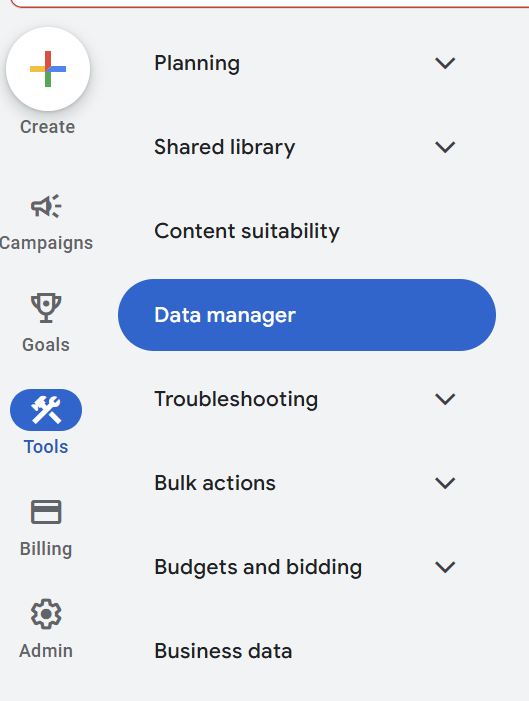 Create
Campaigns
Goals
Tools
Billing
Admin
Planning
Shared library
Content suitability
Data manager
Troubleshooting
Bulk actions
Budgets and bidding
Business data